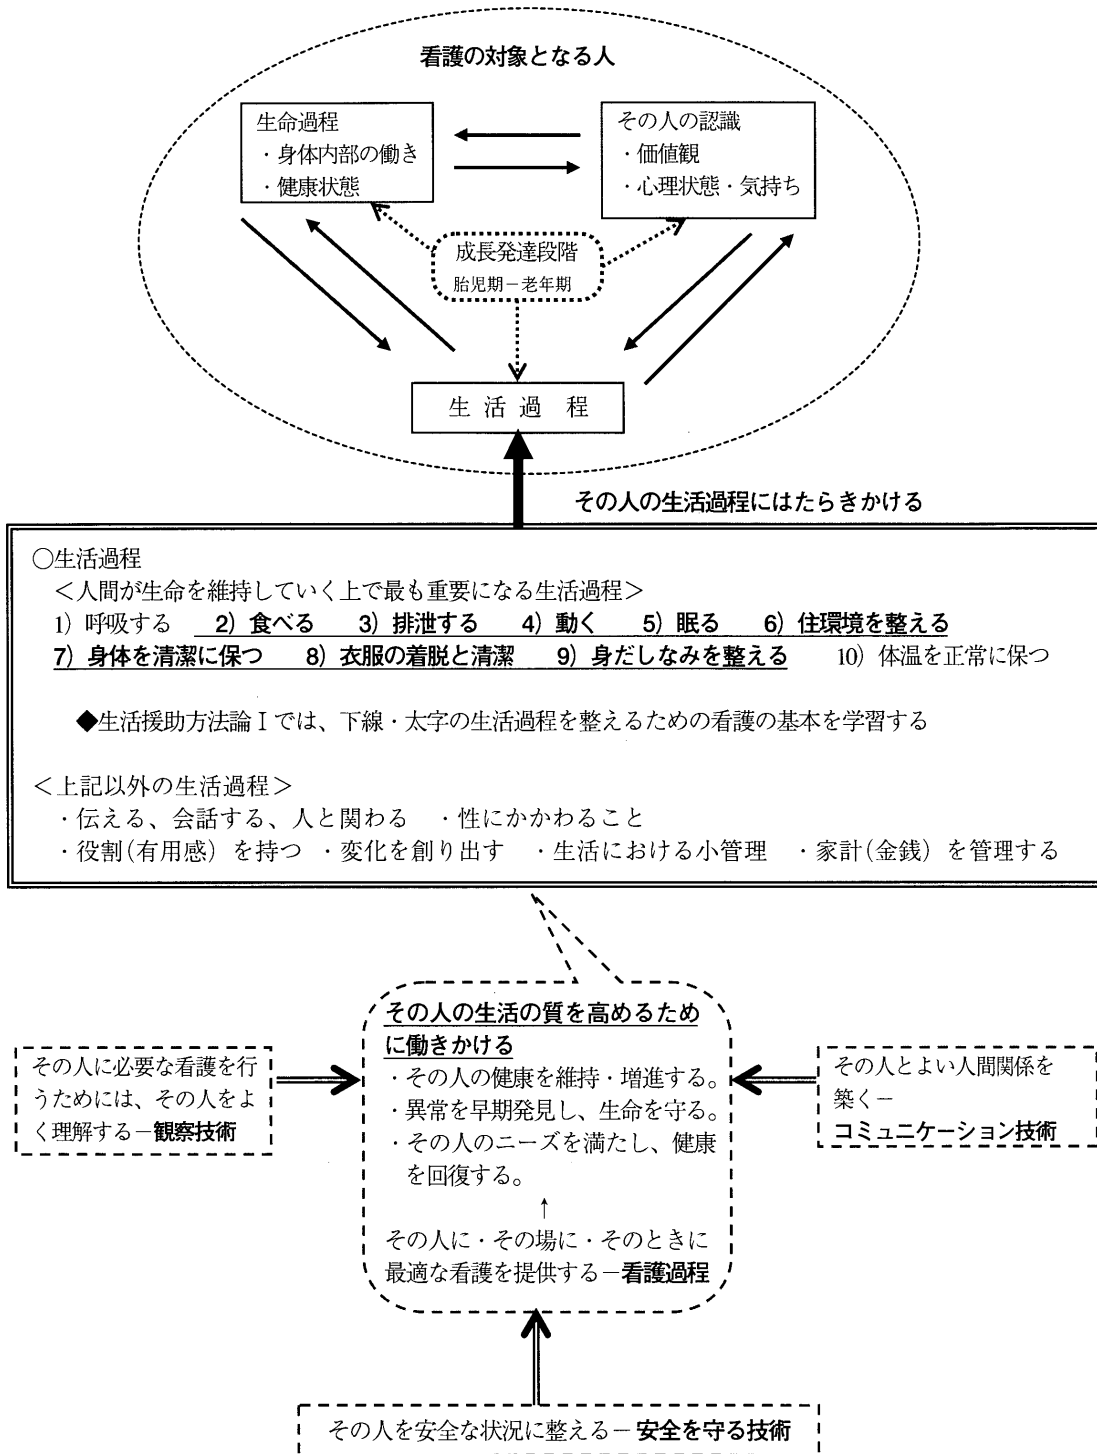 看護の対象となる人
生命過程
・身体内部の働き
・健康状態
その人の認識
・価値観
・心理状態・気持ち
成長発達段階
胎児期－老年期
生 活 過 程
その人の生活過程にはたらきかける
○生活過程
＜人間が生命を維持していく上で最も重要になる生活過程＞
1) 呼吸する 2) 食べる 3) 排泄する 4) 動く 5) 眠る 6) 住環境を整える
7) 身体を清潔に保つ 8) 衣服の着脱と清潔 9) 身だしなみを整える 10) 体温を正常に保つ
◆生活援助方法論Ⅰでは、下線・太字の生活過程を整えるための看護の基本を学習する
＜上記以外の生活過程＞
・伝える、会話する、人と関わる ・性にかかわること
・役割(有用感) を持つ ・変化を創り出す ・生活における小管理 ・家計(金銭) を管理する
その人の生活の質を高めるため
に働きかける
・その人の健康を維持・増進する。
・異常を早期発見し、生命を守る。
・その人のニーズを満たし、健康
を回復する。
↑
その人に・その場に・そのときに
最適な看護を提供する－看護過程
その人に必要な看護を行
うためには、その人をよ
く理解する－観察技術
その人とよい人間関係を
築く－
コミュニケーション技術
その人を安全な状況に整える－ 安全を守る技術